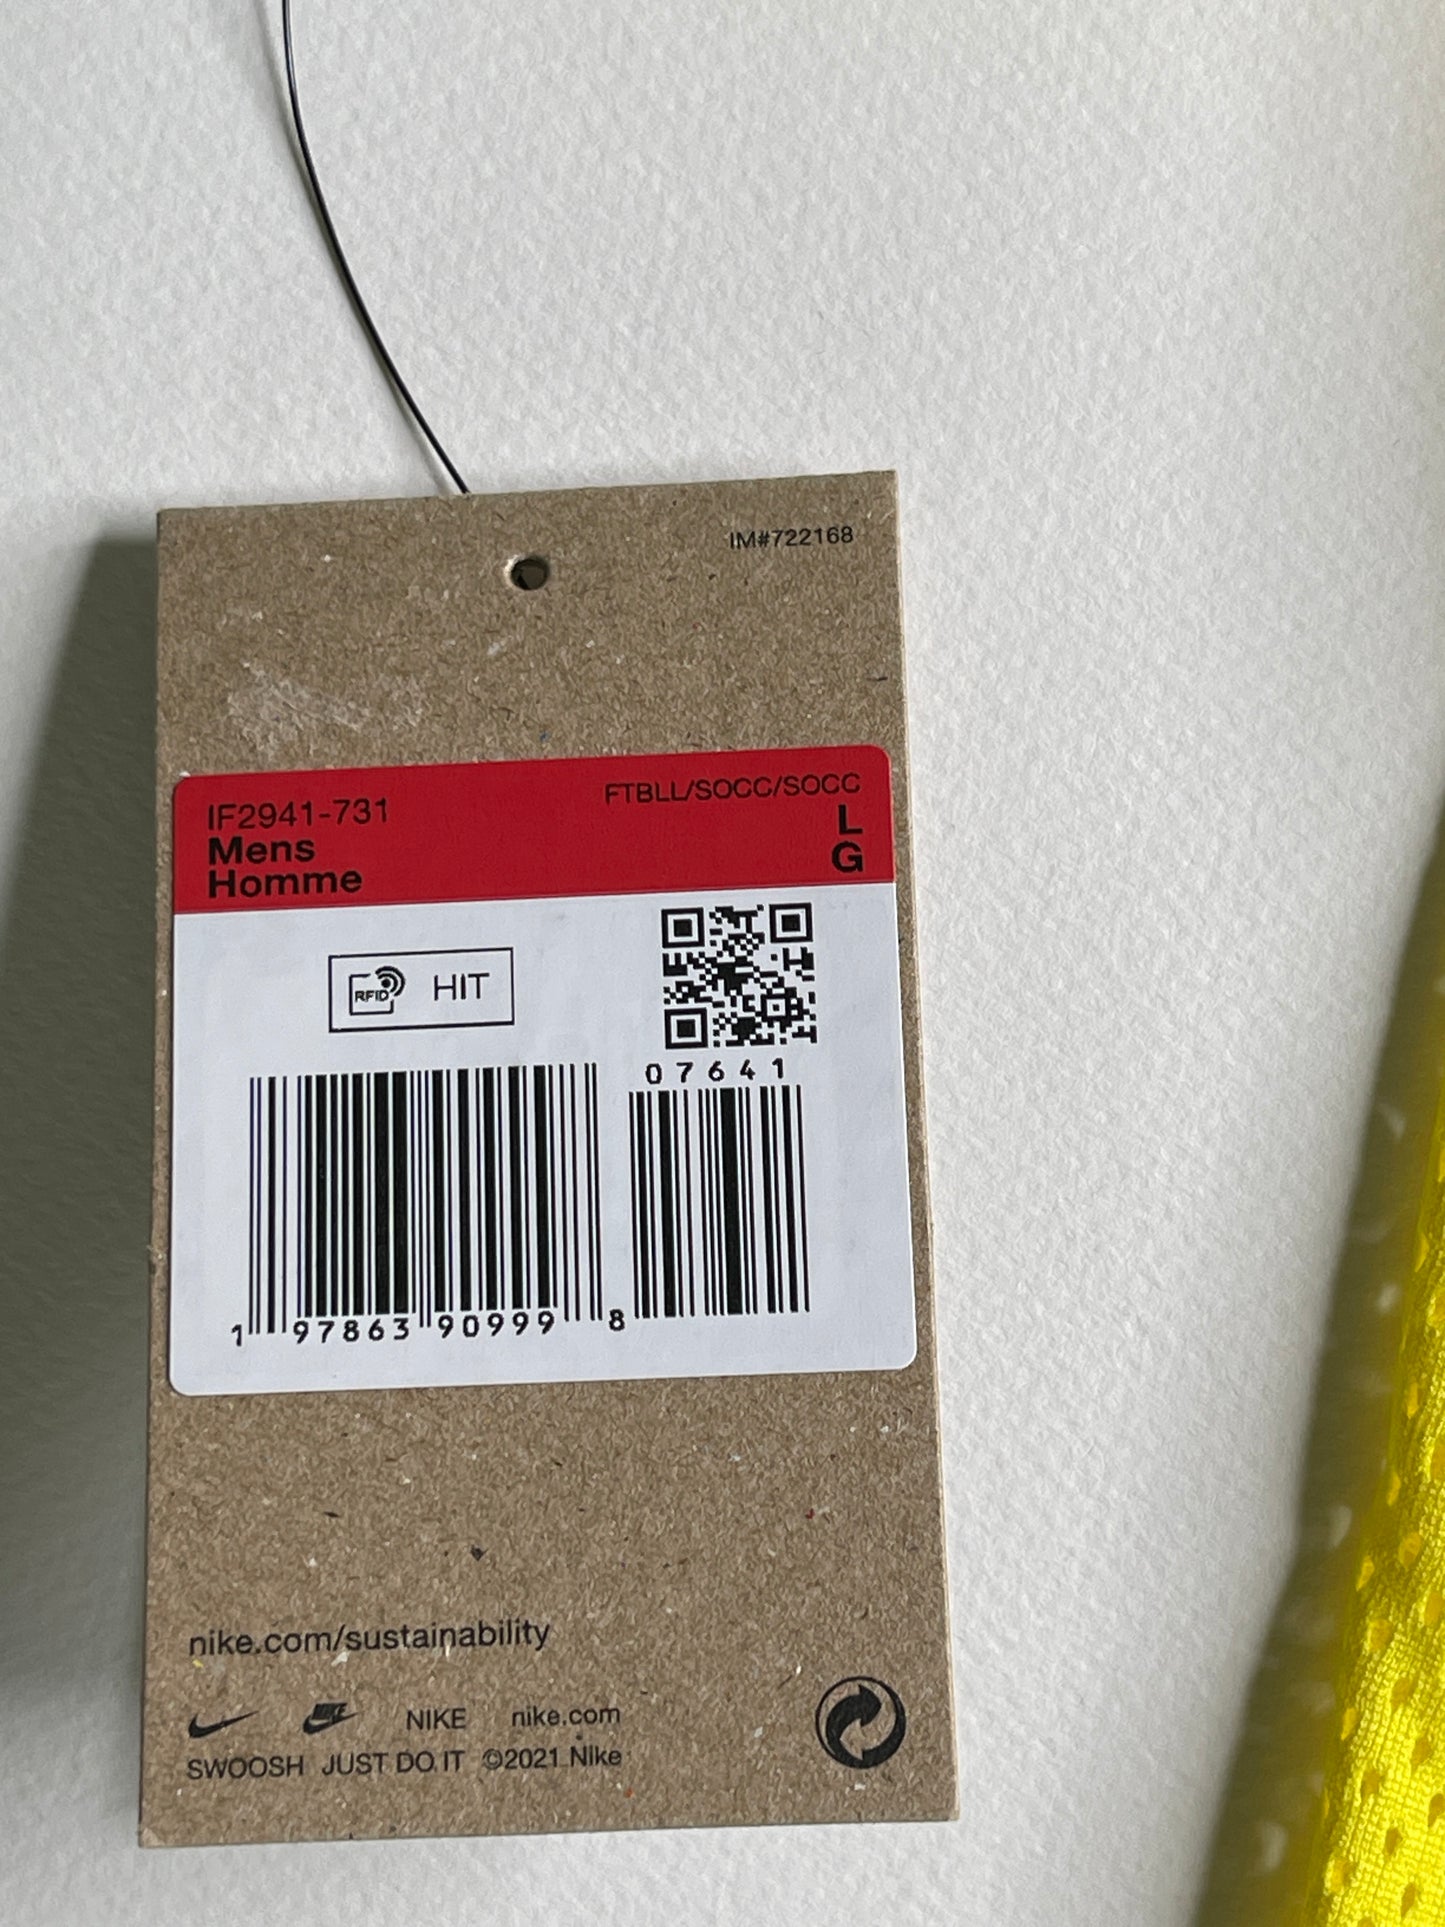 IM#722168
IF2941-731 FTBLL/SOCC/SOCC
Mens L
Homme G
RFID HIT
07641
1 97863 90999 8
nike.com/sustainability
NIKE nike.com
SWOOSH JUST DO IT ©2021 Nike